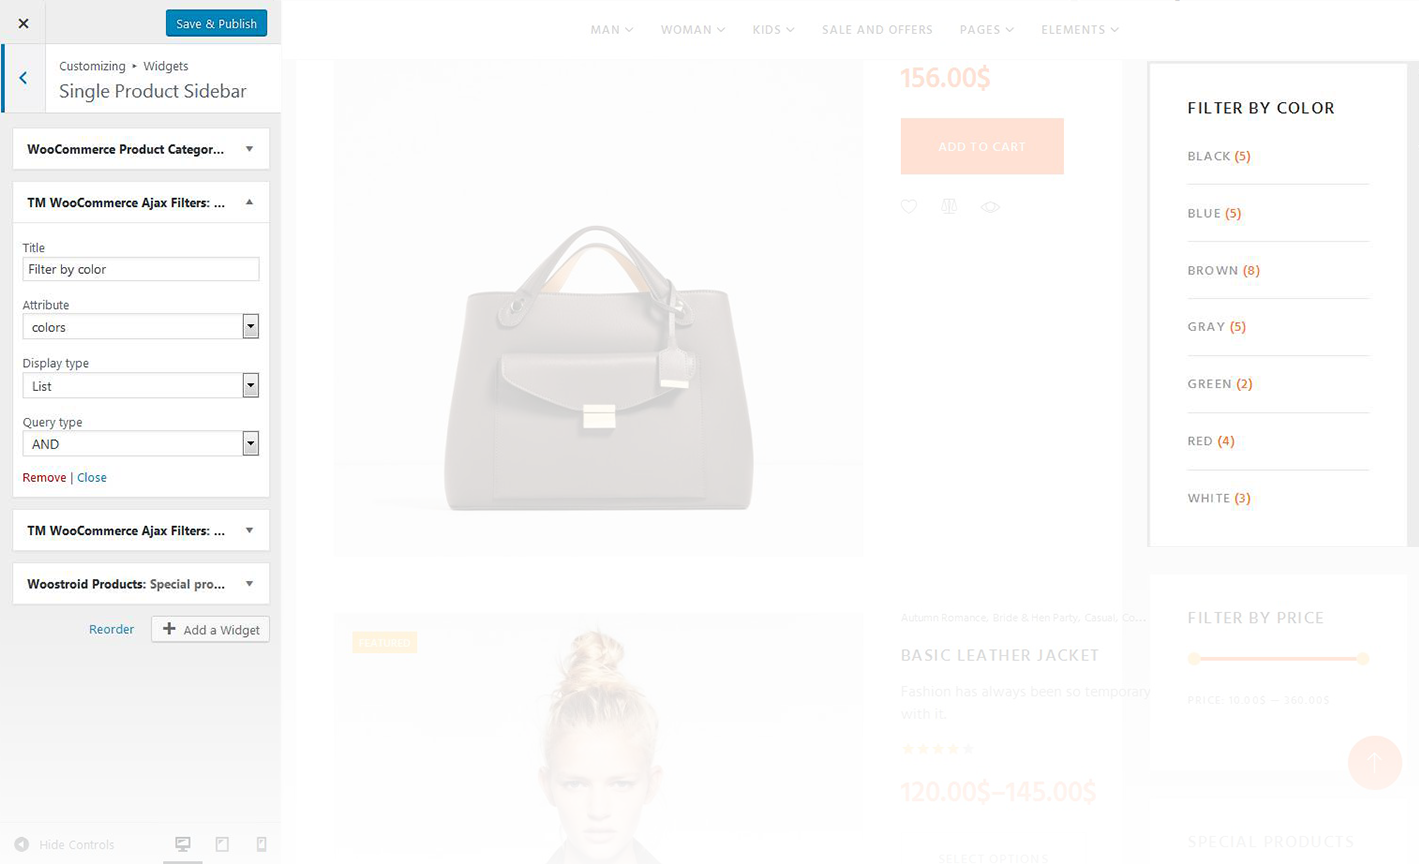 Save & Publish
Customizing ▸ Widgets
Single Product Sidebar
WooCommerce Product Categor...
TM WooCommerce Ajax Filters: ...
Title
Filter by color
Attribute
colors
Display type
List
Query type
AND
Remove | Close
TM WooCommerce Ajax Filters: ...
Woostroid Products: Special pro...
Reorder
Add a Widget
Hide Controls
MAN WOMAN KIDS SALE AND OFFERS PAGES ELEMENTS
156.00$
ADD TO CART
FEATURED
Autumn Romance, Bride & Hen Party, Casual, Co...
BASIC LEATHER JACKET
Fashion has always been so temporary
with it.
120.00$–145.00$
SELECT OPTIONS
FILTER BY COLOR
BLACK (5)
BLUE (5)
BROWN (8)
GRAY (5)
GREEN (2)
RED (4)
WHITE (3)
FILTER BY PRICE
PRICE: 10.00$ — 360.00$
SPECIAL PRODUCTS